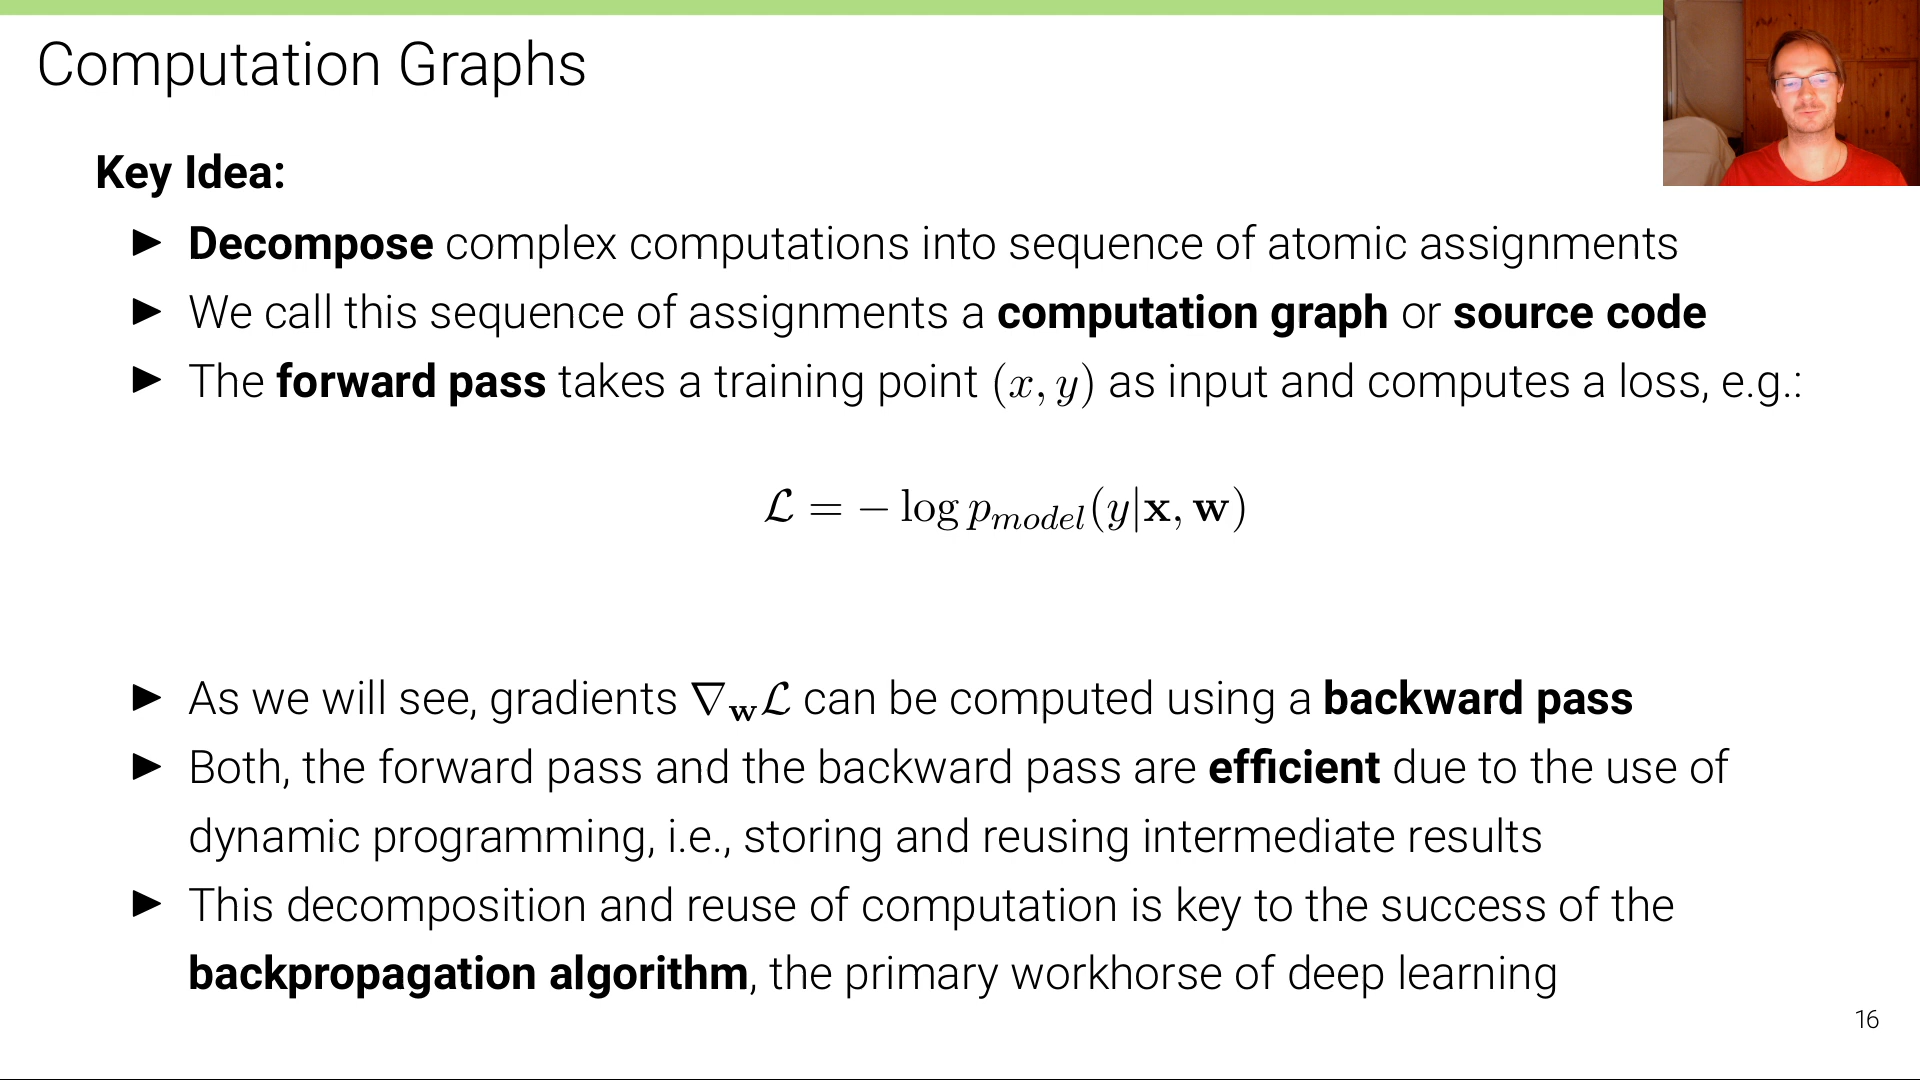 Computation Graphs
Key Idea:
▶ Decompose complex computations into sequence of atomic assignments
▶ We call this sequence of assignments a computation graph or source code
▶ The forward pass takes a training point (x, y) as input and computes a loss, e.g.:
ℒ = − log p_model(y|𝐱, 𝐰)
▶ As we will see, gradients ∇_𝐰ℒ can be computed using a backward pass
▶ Both, the forward pass and the backward pass are efficient due to the use of
dynamic programming, i.e., storing and reusing intermediate results
▶ This decomposition and reuse of computation is key to the success of the
backpropagation algorithm, the primary workhorse of deep learning
16